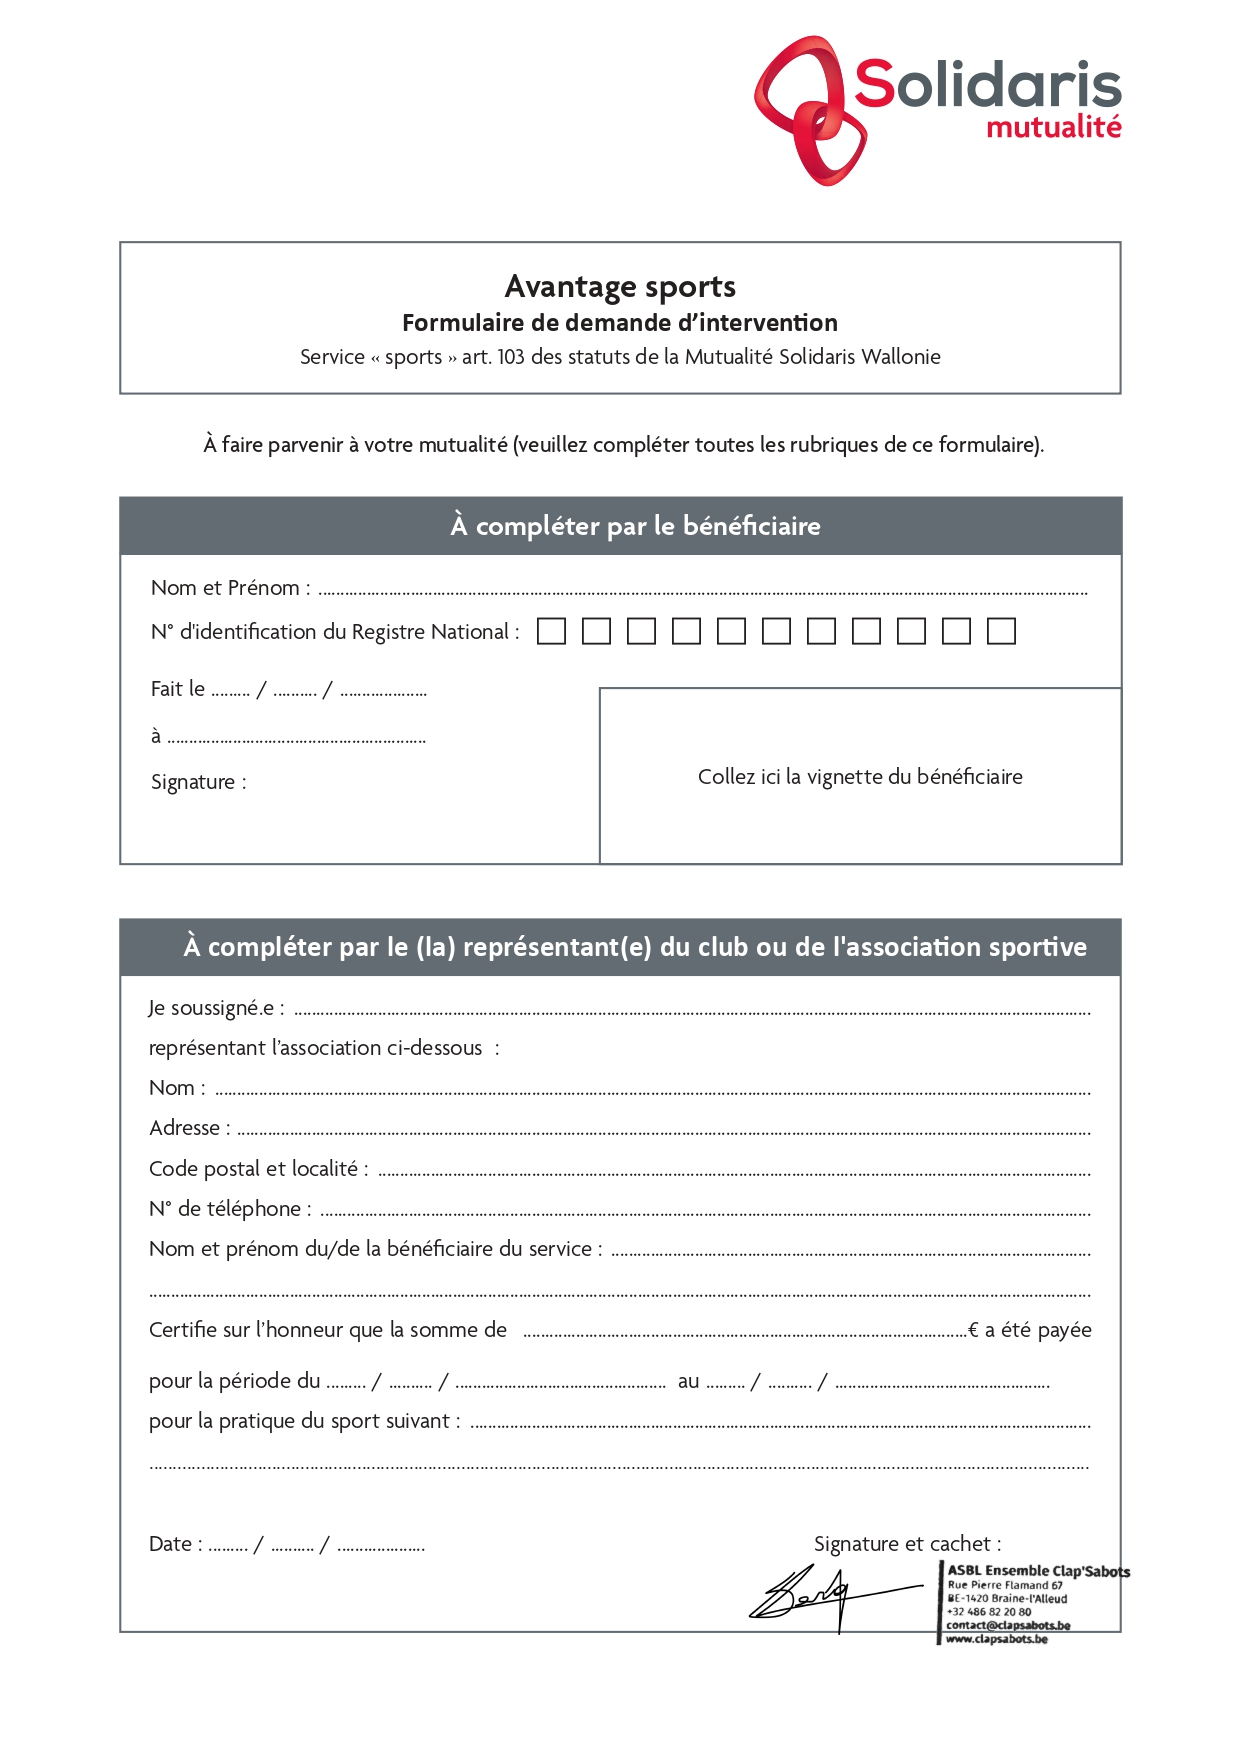 Solidaris
mutualité
Avantage sports
Formulaire de demande d’intervention
Service « sports » art. 103 des statuts de la Mutualité Solidaris Wallonie
À faire parvenir à votre mutualité (veuillez compléter toutes les rubriques de ce formulaire).
À compléter par le bénéficiaire
Nom et Prénom : ....................
N° d'identification du Registre National :
Fait le ......... / .......... / ....................
à ....................
Signature :
Collez ici la vignette du bénéficiaire
À compléter par le (la) représentant(e) du club ou de l'association sportive
Je soussigné.e : ....................
représentant l’association ci-dessous :
Nom : ....................
Adresse : ....................
Code postal et localité : ....................
N° de téléphone : ....................
Nom et prénom du/de la bénéficiaire du service : ....................
....................
Certifie sur l’honneur que la somme de ....................€ a été payée
pour la période du ......... / .......... / .................... au ......... / .......... / ....................
pour la pratique du sport suivant : ....................
....................
Date : ......... / .......... / ....................
Signature et cachet :
ASBL Ensemble Clap'Sabots
Rue Pierre Flamand 67
BE-1420 Braine-l'Alleud
+32 486 82 20 80
contact@clapsabots.be
www.clapsabots.be